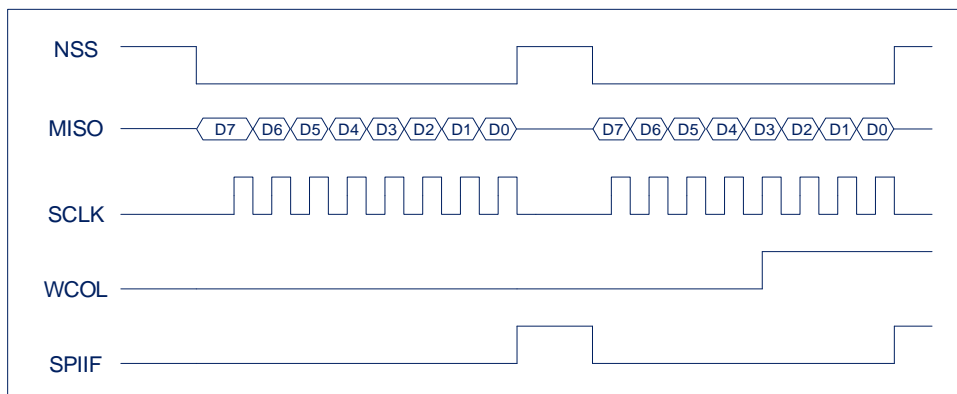 NSS
MISO D7 D6 D5 D4 D3 D2 D1 D0 D7 D6 D5 D4 D3 D2 D1 D0
SCLK
WCOL
SPIIF